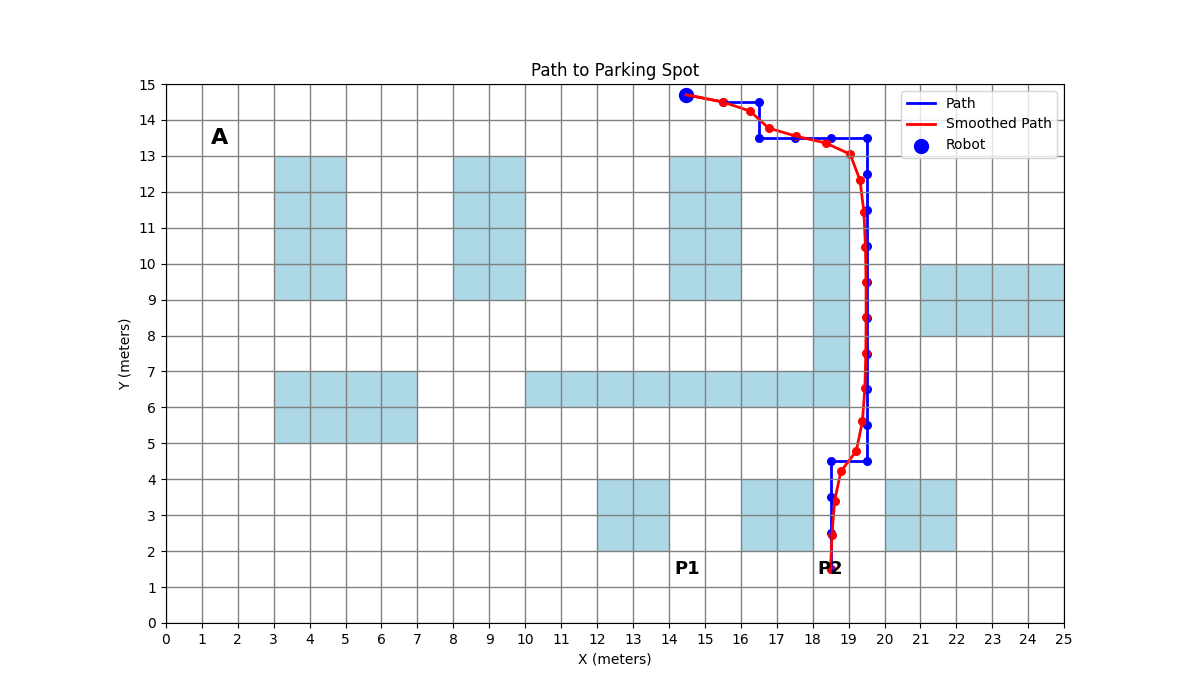 Path to Parking Spot
Path
Smoothed Path
Robot
A
P1
P2
Y (meters)
15
14
13
12
11
10
9
8
7
6
5
4
3
2
1
0
0 1 2 3 4 5 6 7 8 9 10 11 12 13 14 15 16 17 18 19 20 21 22 23 24 25
X (meters)